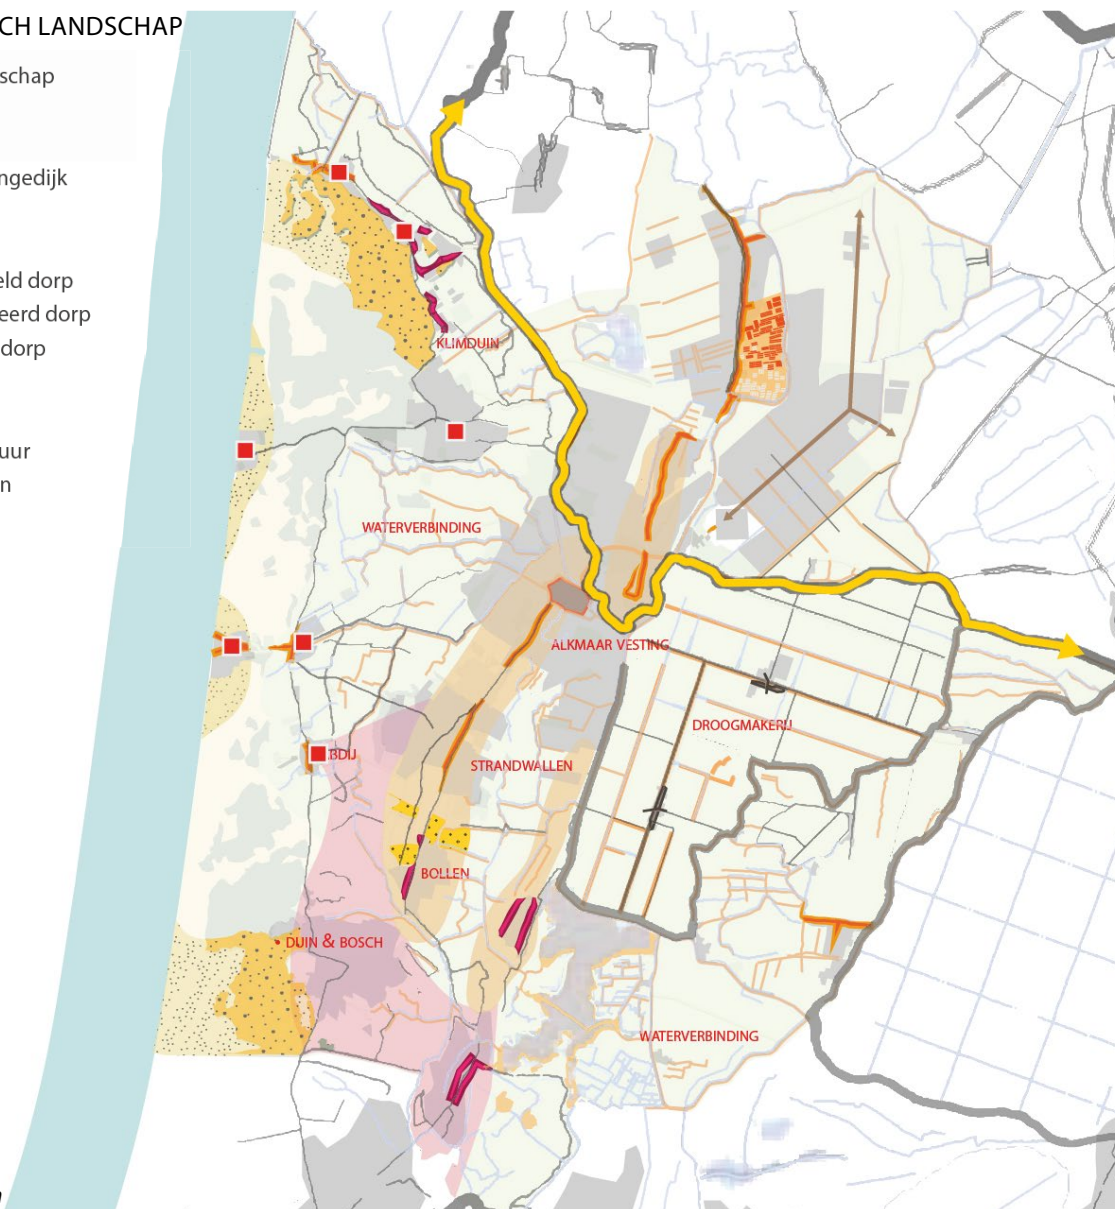 CH LANDSCHAP
schap
ngedijk
eld dorp
eerd dorp
dorp
uur
n
KLIMDUIN
WATERVERBINDING
ALKMAAR VESTING
DROOGMAKERIJ
BDIJ
STRANDWALLEN
BOLLEN
DUIN & BOSCH
WATERVERBINDING